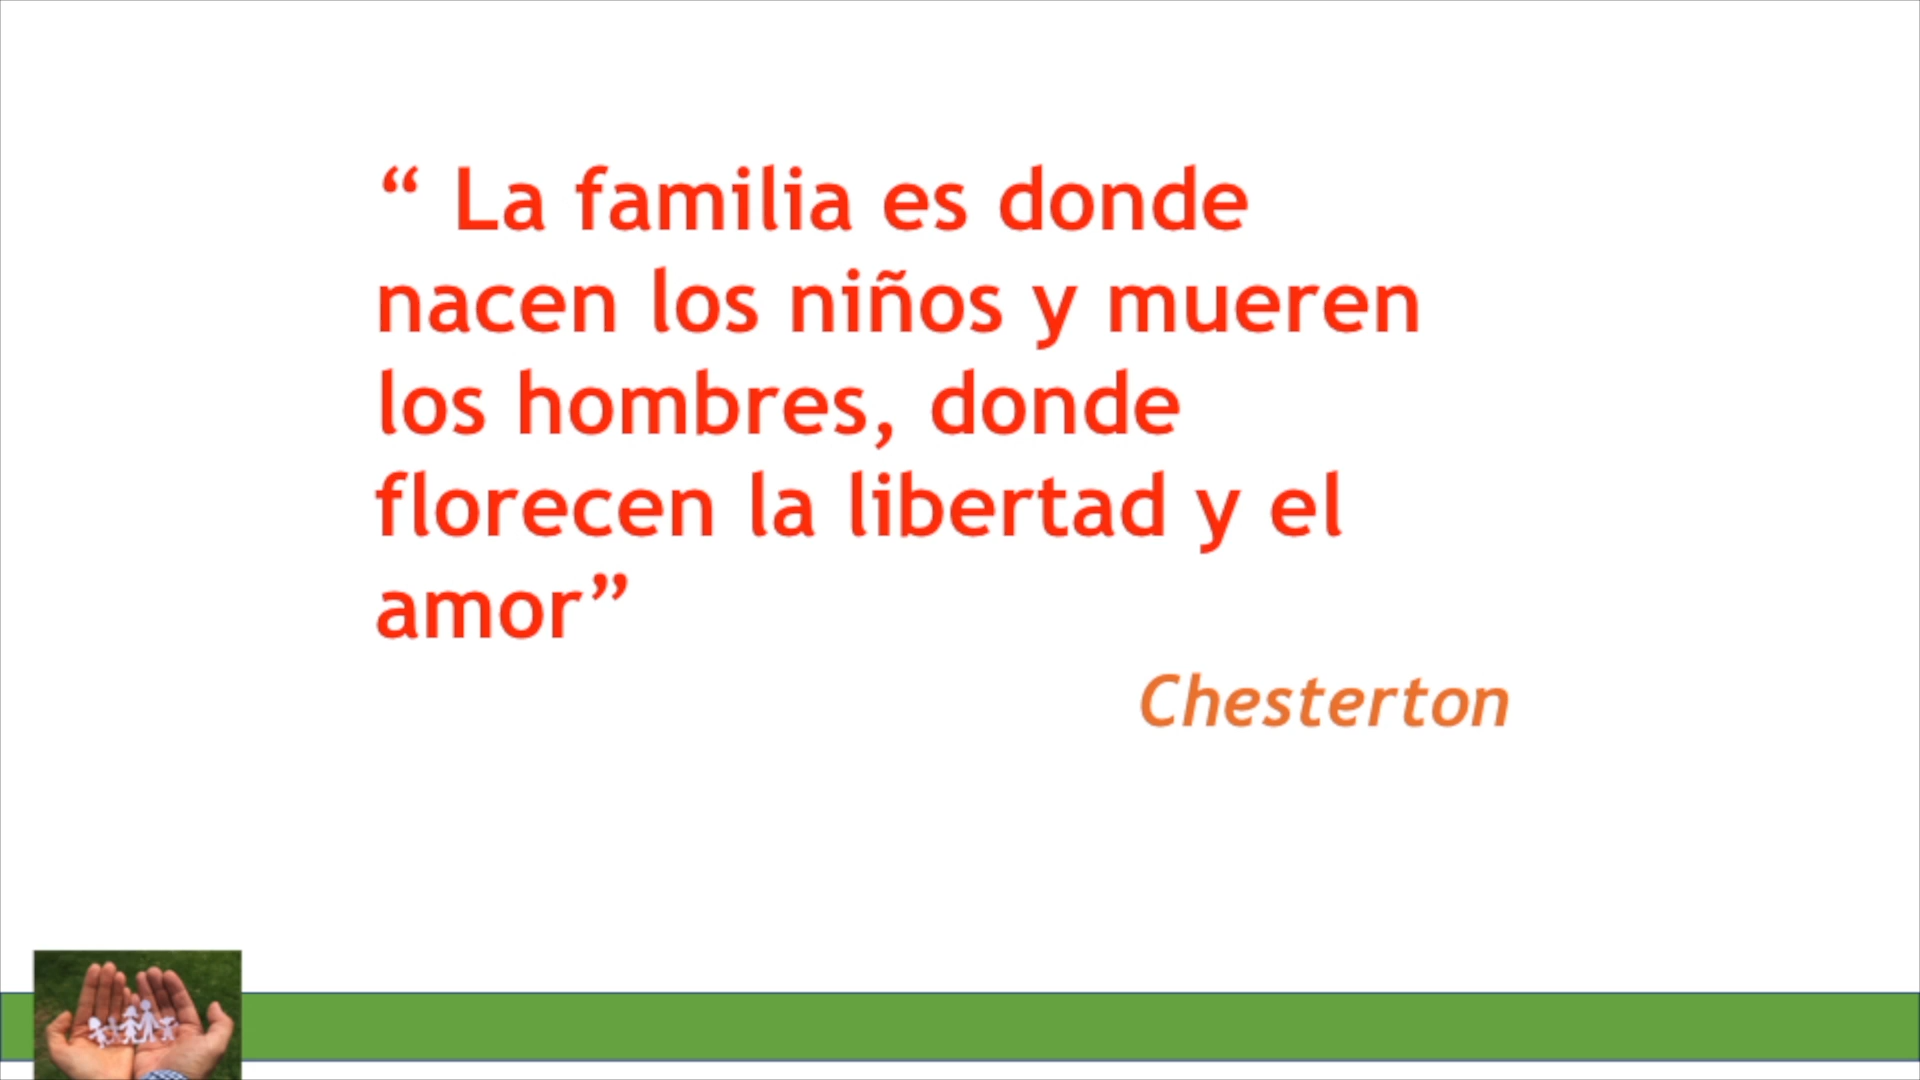 “ La familia es donde
nacen los niños y mueren
los hombres, donde
florecen la libertad y el
amor”
Chesterton